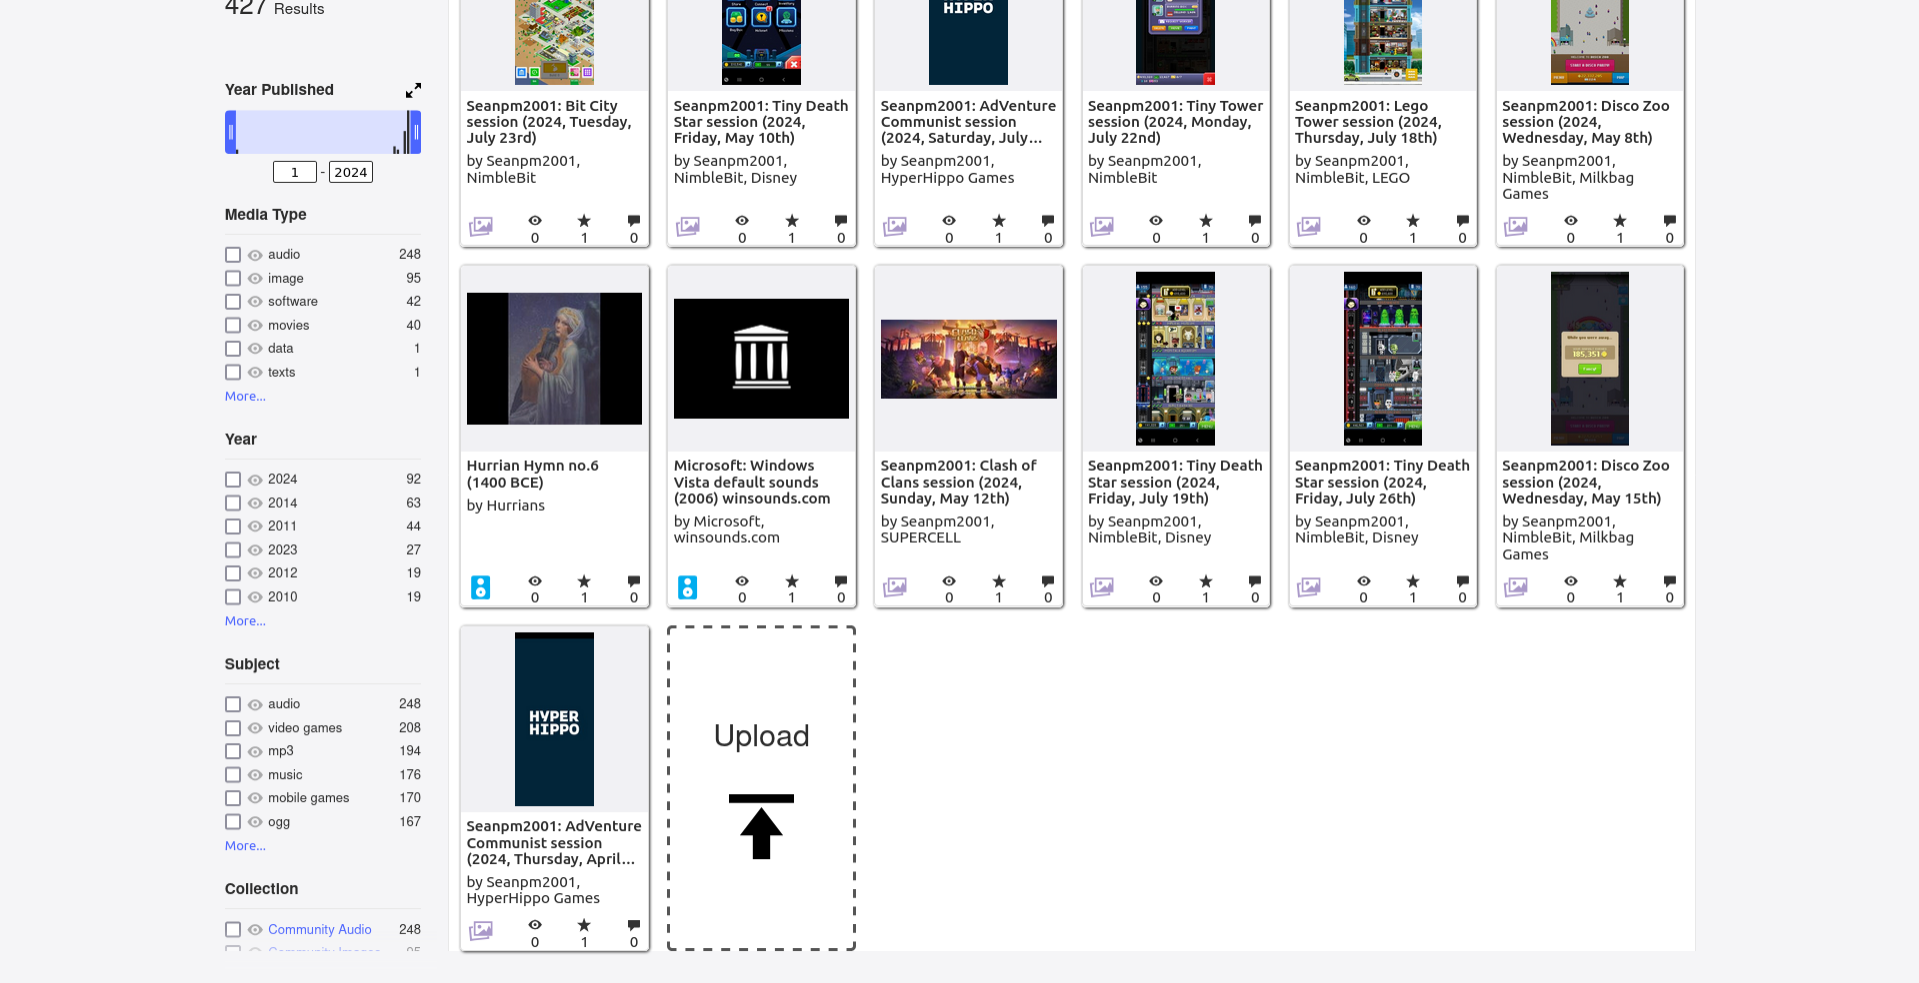 427 Results
Year Published
1 - 2024
Media Type
audio 248
image 95
software 42
movies 40
data 1
texts 1
More...
Year
2024 92
2014 63
2011 44
2023 27
2012 19
2010 19
More...
Subject
audio 248
video games 208
mp3 194
music 176
mobile games 170
ogg 167
More...
Collection
Community Audio 248
Community Images 95
Seanpm2001: Bit City
session (2024, Tuesday,
July 23rd)
by Seanpm2001,
NimbleBit
0 1 0
Seanpm2001: Tiny Death
Star session (2024,
Friday, May 10th)
by Seanpm2001,
NimbleBit, Disney
0 1 0
HIPPO
Seanpm2001: AdVenture
Communist session
(2024, Saturday, July...
by Seanpm2001,
HyperHippo Games
0 1 0
Seanpm2001: Tiny Tower
session (2024, Monday,
July 22nd)
by Seanpm2001,
NimbleBit
0 1 0
Seanpm2001: Lego
Tower session (2024,
Thursday, July 18th)
by Seanpm2001,
NimbleBit, LEGO
0 1 0
Seanpm2001: Disco Zoo
session (2024,
Wednesday, May 8th)
by Seanpm2001,
NimbleBit, Milkbag
Games
0 1 0
Hurrian Hymn no.6
(1400 BCE)
by Hurrians
0 1 0
Microsoft: Windows
Vista default sounds
(2006) winsounds.com
by Microsoft,
winsounds.com
0 1 0
Seanpm2001: Clash of
Clans session (2024,
Sunday, May 12th)
by Seanpm2001,
SUPERCELL
0 1 0
Seanpm2001: Tiny Death
Star session (2024,
Friday, July 19th)
by Seanpm2001,
NimbleBit, Disney
0 1 0
Seanpm2001: Tiny Death
Star session (2024,
Friday, July 26th)
by Seanpm2001,
NimbleBit, Disney
0 1 0
185,351
Seanpm2001: Disco Zoo
session (2024,
Wednesday, May 15th)
by Seanpm2001,
NimbleBit, Milkbag
Games
0 1 0
HYPER
HIPPO
Seanpm2001: AdVenture
Communist session
(2024, Thursday, April...
by Seanpm2001,
HyperHippo Games
0 1 0
Upload